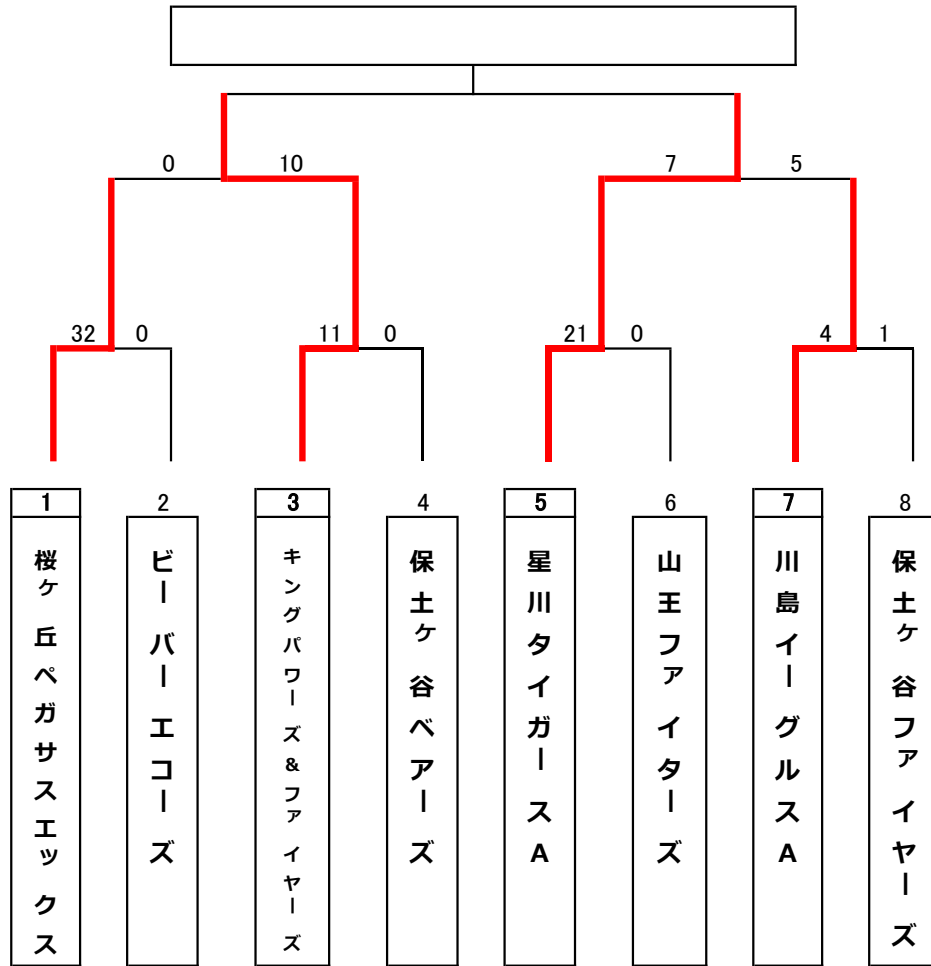 0 10 7 5
32 0 11 0 21 0 4 1
1 2 3 4 5 6 7 8
桜ケ丘ペガサスエックス
ビーバーエコーズ
キングパワーズ&ファイヤーズ
保土ケ谷ベアーズ
星川タイガースA
山王ファイターズ
川島イーグルスA
保土ケ谷ファイヤーズ